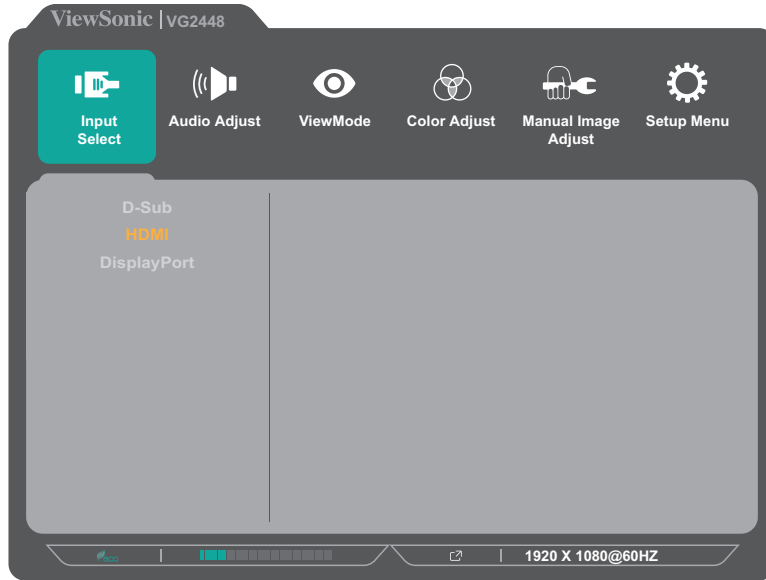 ViewSonic | VG2448
Input
Select
Audio Adjust
ViewMode
Color Adjust
Manual Image
Adjust
Setup Menu
D-Sub
HDMI
DisplayPort
eco
1920 X 1080@60HZ